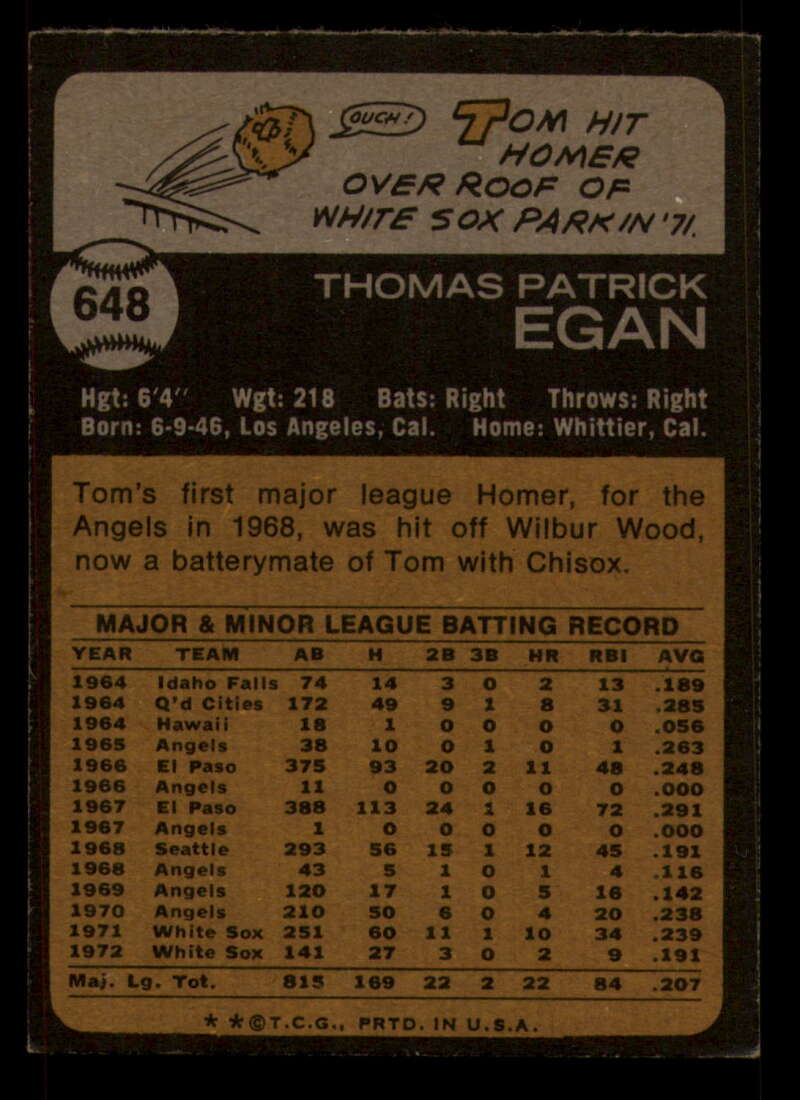 OUCH!
TOM HIT
HOMER
OVER ROOF OF
WHITE SOX PARK IN '71.
648
THOMAS PATRICK
EGAN
Hgt: 6'4" Wgt: 218 Bats: Right Throws: Right
Born: 6-9-46, Los Angeles, Cal. Home: Whittier, Cal.
Tom's first major league Homer, for the
Angels in 1968, was hit off Wilbur Wood,
now a batterymate of Tom with Chisox.
MAJOR & MINOR LEAGUE BATTING RECORD
YEAR TEAM AB H 2B 3B HR RBI AVG
1964 Idaho Falls 74 14 3 0 2 13 .189
1964 Q'd Cities 172 49 9 1 8 31 .285
1964 Hawaii 18 1 0 0 0 0 .056
1965 Angels 38 10 0 1 0 1 .263
1966 El Paso 375 93 20 2 11 48 .248
1966 Angels 11 0 0 0 0 0 .000
1967 El Paso 388 113 24 1 16 72 .291
1967 Angels 1 0 0 0 0 0 .000
1968 Seattle 293 56 15 1 12 45 .191
1968 Angels 43 5 1 0 1 4 .116
1969 Angels 120 17 1 0 5 16 .142
1970 Angels 210 50 6 0 4 20 .238
1971 White Sox 251 60 11 1 10 34 .239
1972 White Sox 141 27 3 0 2 9 .191
Maj. Lg. Tot. 815 169 22 2 22 84 .207
* * © T.C.G., PRTD. IN U.S.A.